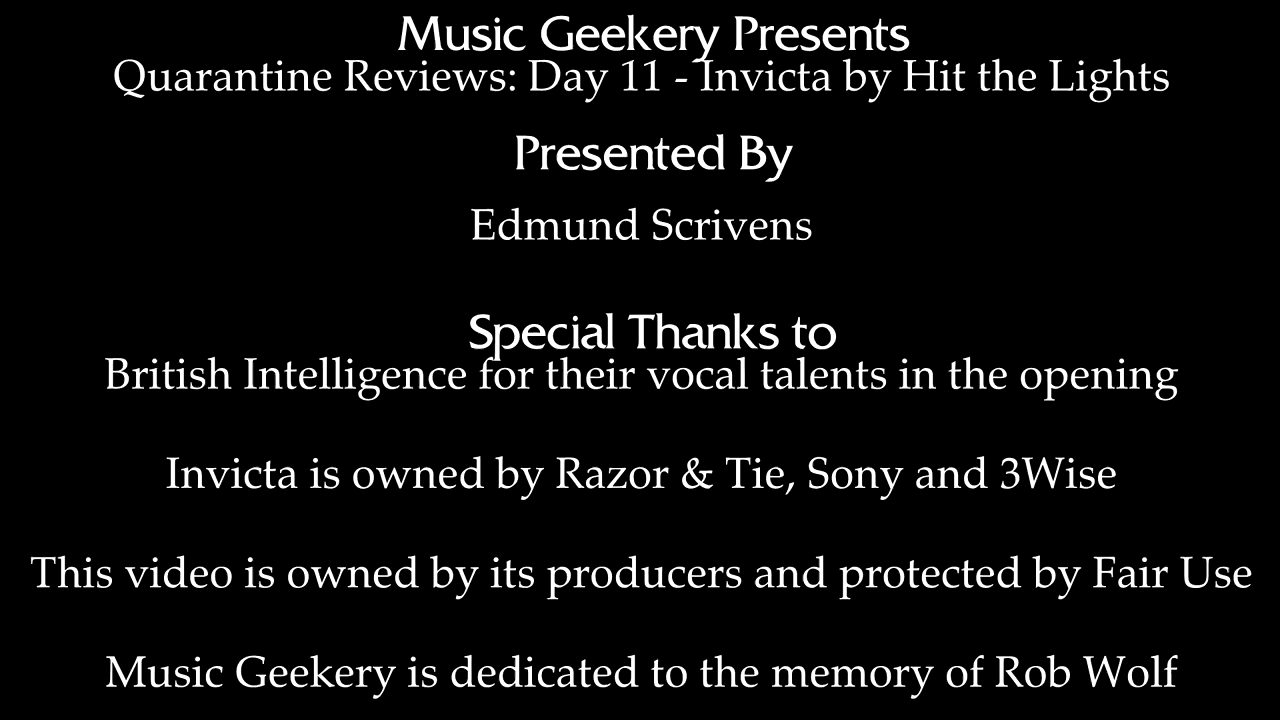 Music Geekery Presents
Quarantine Reviews: Day 11 - Invicta by Hit the Lights
Presented By
Edmund Scrivens
Special Thanks to
British Intelligence for their vocal talents in the opening
Invicta is owned by Razor & Tie, Sony and 3Wise
This video is owned by its producers and protected by Fair Use
Music Geekery is dedicated to the memory of Rob Wolf